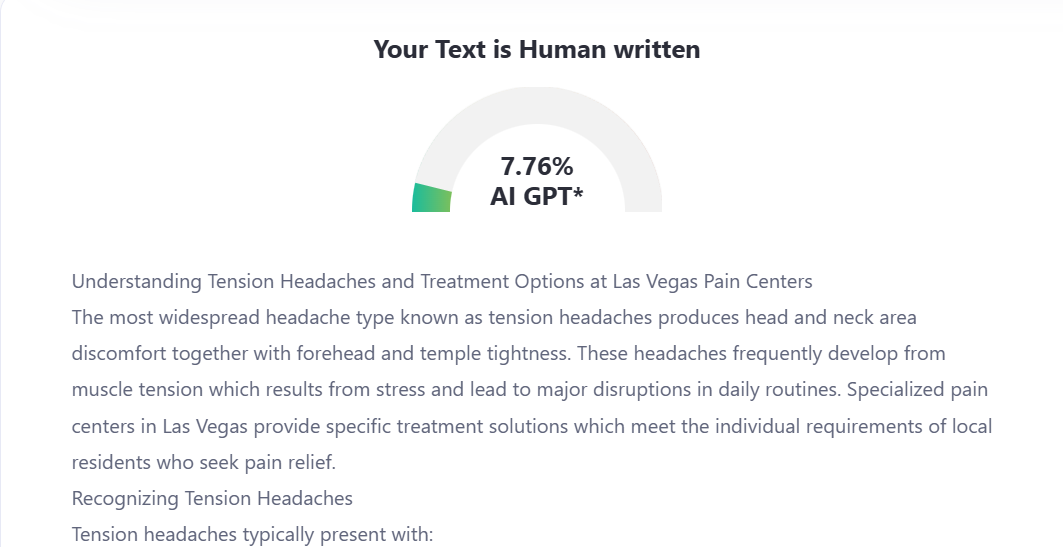 Your Text is Human written
7.76%
AI GPT*
Understanding Tension Headaches and Treatment Options at Las Vegas Pain Centers
The most widespread headache type known as tension headaches produces head and neck area
discomfort together with forehead and temple tightness. These headaches frequently develop from
muscle tension which results from stress and lead to major disruptions in daily routines. Specialized pain
centers in Las Vegas provide specific treatment solutions which meet the individual requirements of local
residents who seek pain relief.
Recognizing Tension Headaches
Tension headaches typically present with: